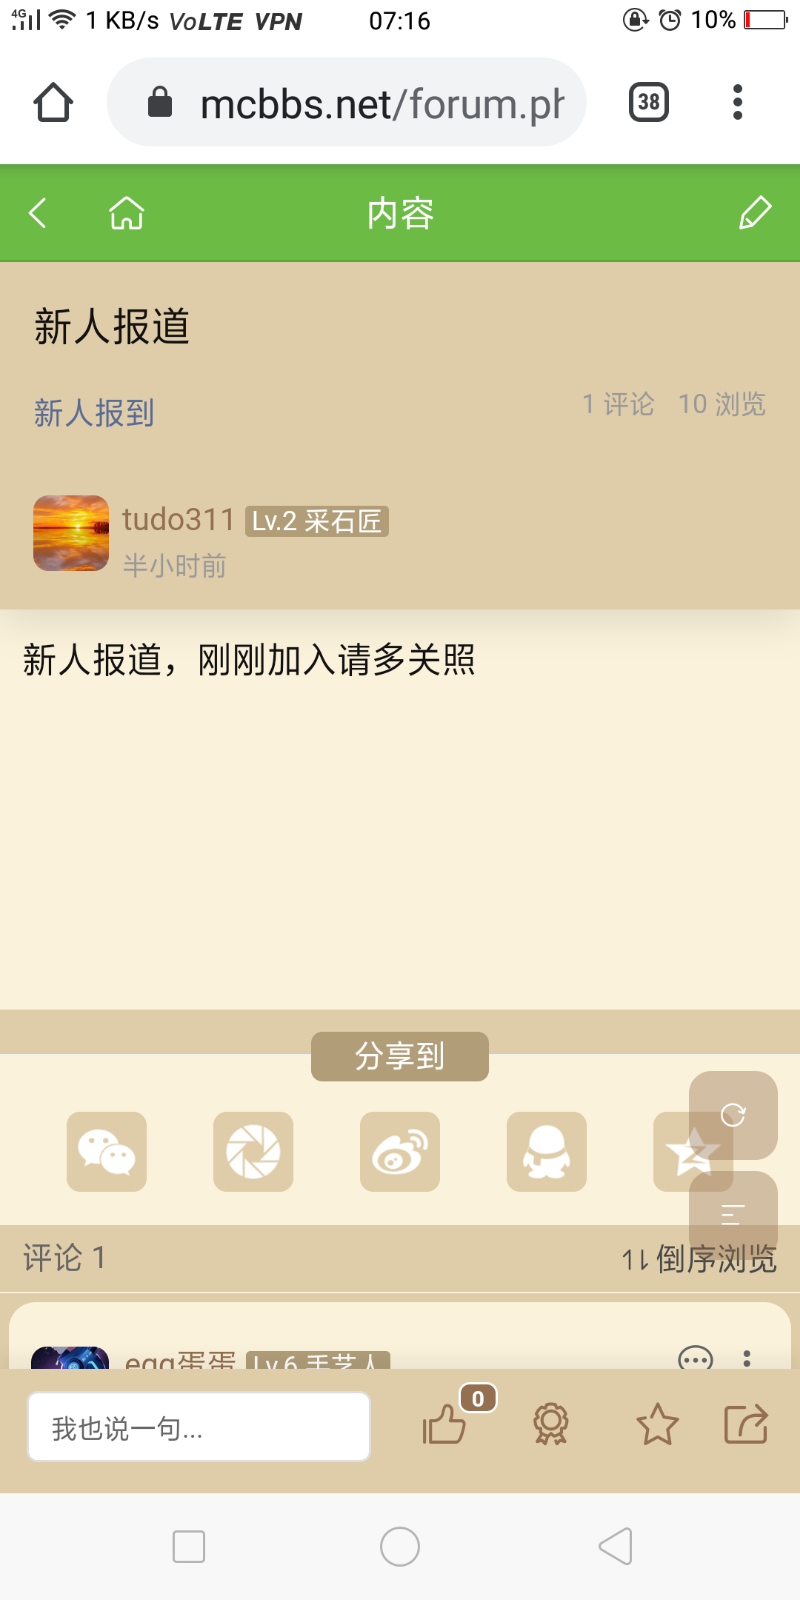 4G 1 KB/s VoLTE VPN 07:16 10%
mcbbs.net/forum.ph 38
内容
新人报道
新人报到 1 评论 10 浏览
tudo311 Lv.2 采石匠
半小时前
新人报道，刚刚加入请多关照
分享到
评论 1 倒序浏览
egg蛋蛋 Lv.6 手艺人
我也说一句... 0